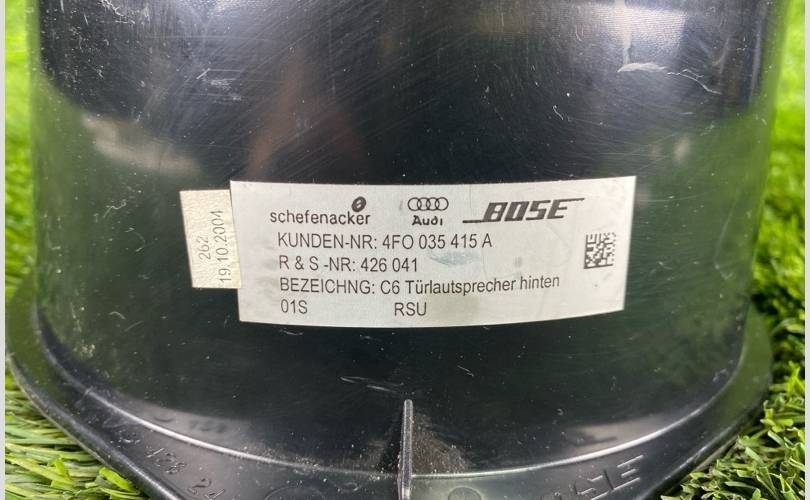 schefenacker Audi BOSE
KUNDEN-NR: 4FO 035 415 A
R & S -NR: 426 041
BEZEICHNG: C6 Türlautsprecher hinten
01S RSU
262
19.10.2004